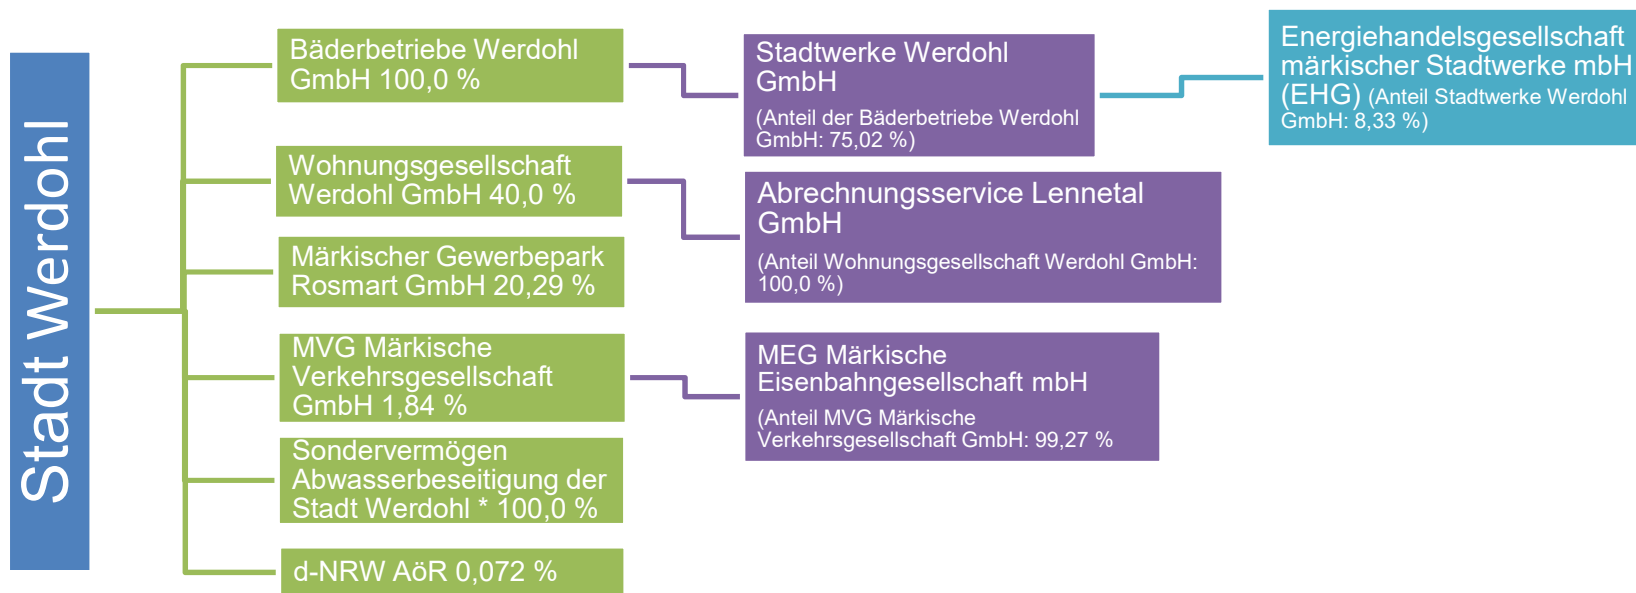 Stadt Werdohl
Bäderbetriebe Werdohl
GmbH 100,0 %
Wohnungsgesellschaft
Werdohl GmbH 40,0 %
Märkischer Gewerbepark
Rosmart GmbH 20,29 %
MVG Märkische
Verkehrsgesellschaft
GmbH 1,84 %
Sondervermögen
Abwasserbeseitigung der
Stadt Werdohl * 100,0 %
d-NRW AöR 0,072 %
Stadtwerke Werdohl
GmbH
(Anteil der Bäderbetriebe Werdohl
GmbH: 75,02 %)
Abrechnungsservice Lennetal
GmbH
(Anteil Wohnungsgesellschaft Werdohl GmbH:
100,0 %)
MEG Märkische
Eisenbahngesellschaft mbH
(Anteil MVG Märkische
Verkehrsgesellschaft GmbH: 99,27 %
Energiehandelsgesellschaft
märkischer Stadtwerke mbH
(EHG) (Anteil Stadtwerke Werdohl
GmbH: 8,33 %)